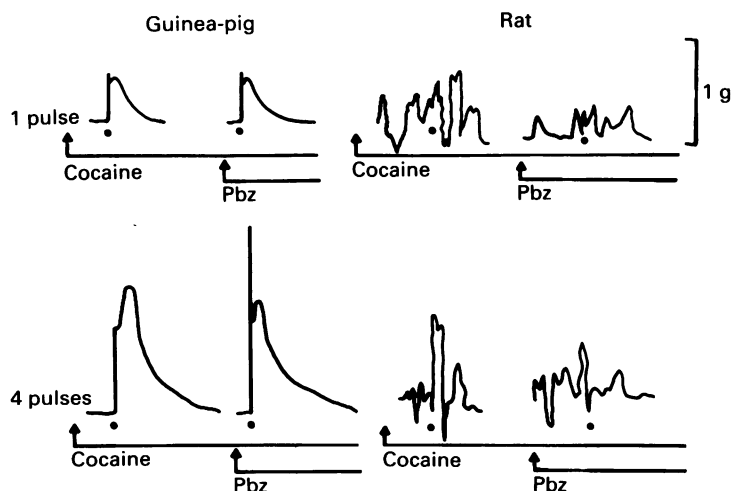 Guinea-pig
Rat
1 pulse
1 g
Cocaine
Pbz
Cocaine
Pbz
4 pulses
Cocaine
Pbz
Cocaine
Pbz